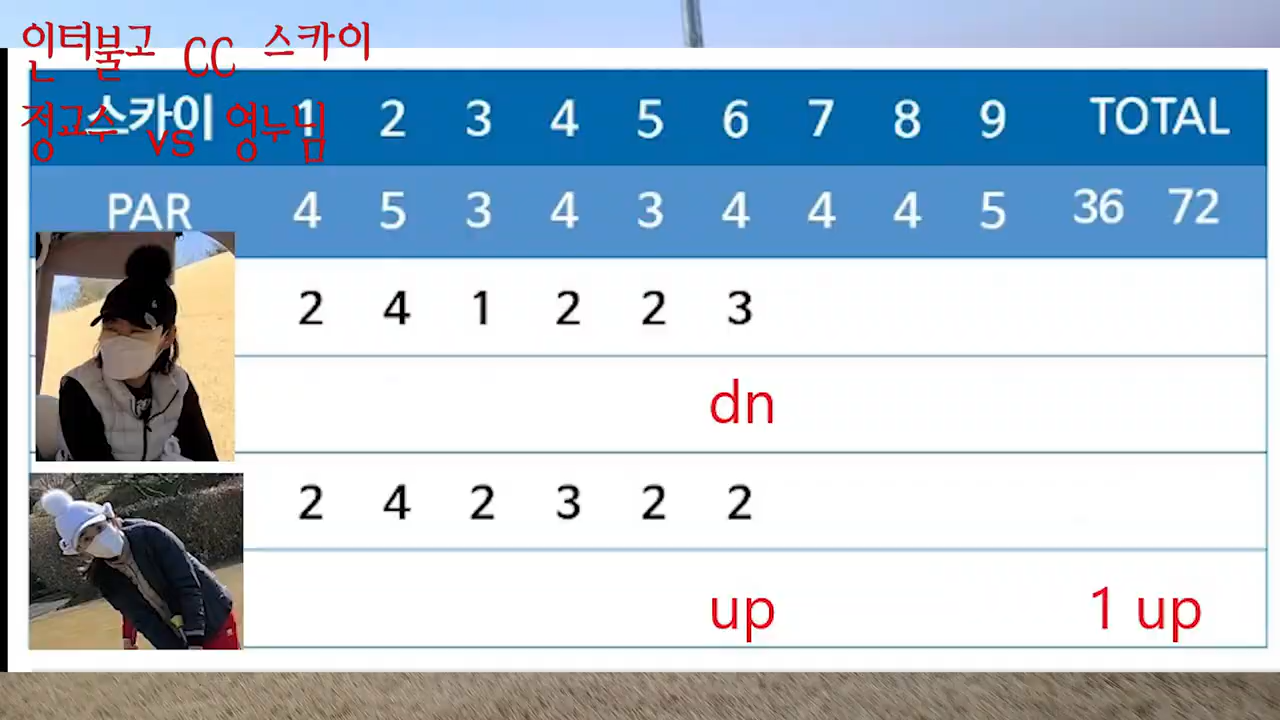 인터불고 CC 스카이
정교수 vs 영누님
스카이 1 2 3 4 5 6 7 8 9 TOTAL
PAR 4 5 3 4 3 4 4 4 5 36 72
2 4 1 2 2 3
dn
2 4 2 3 2 2
up 1 up